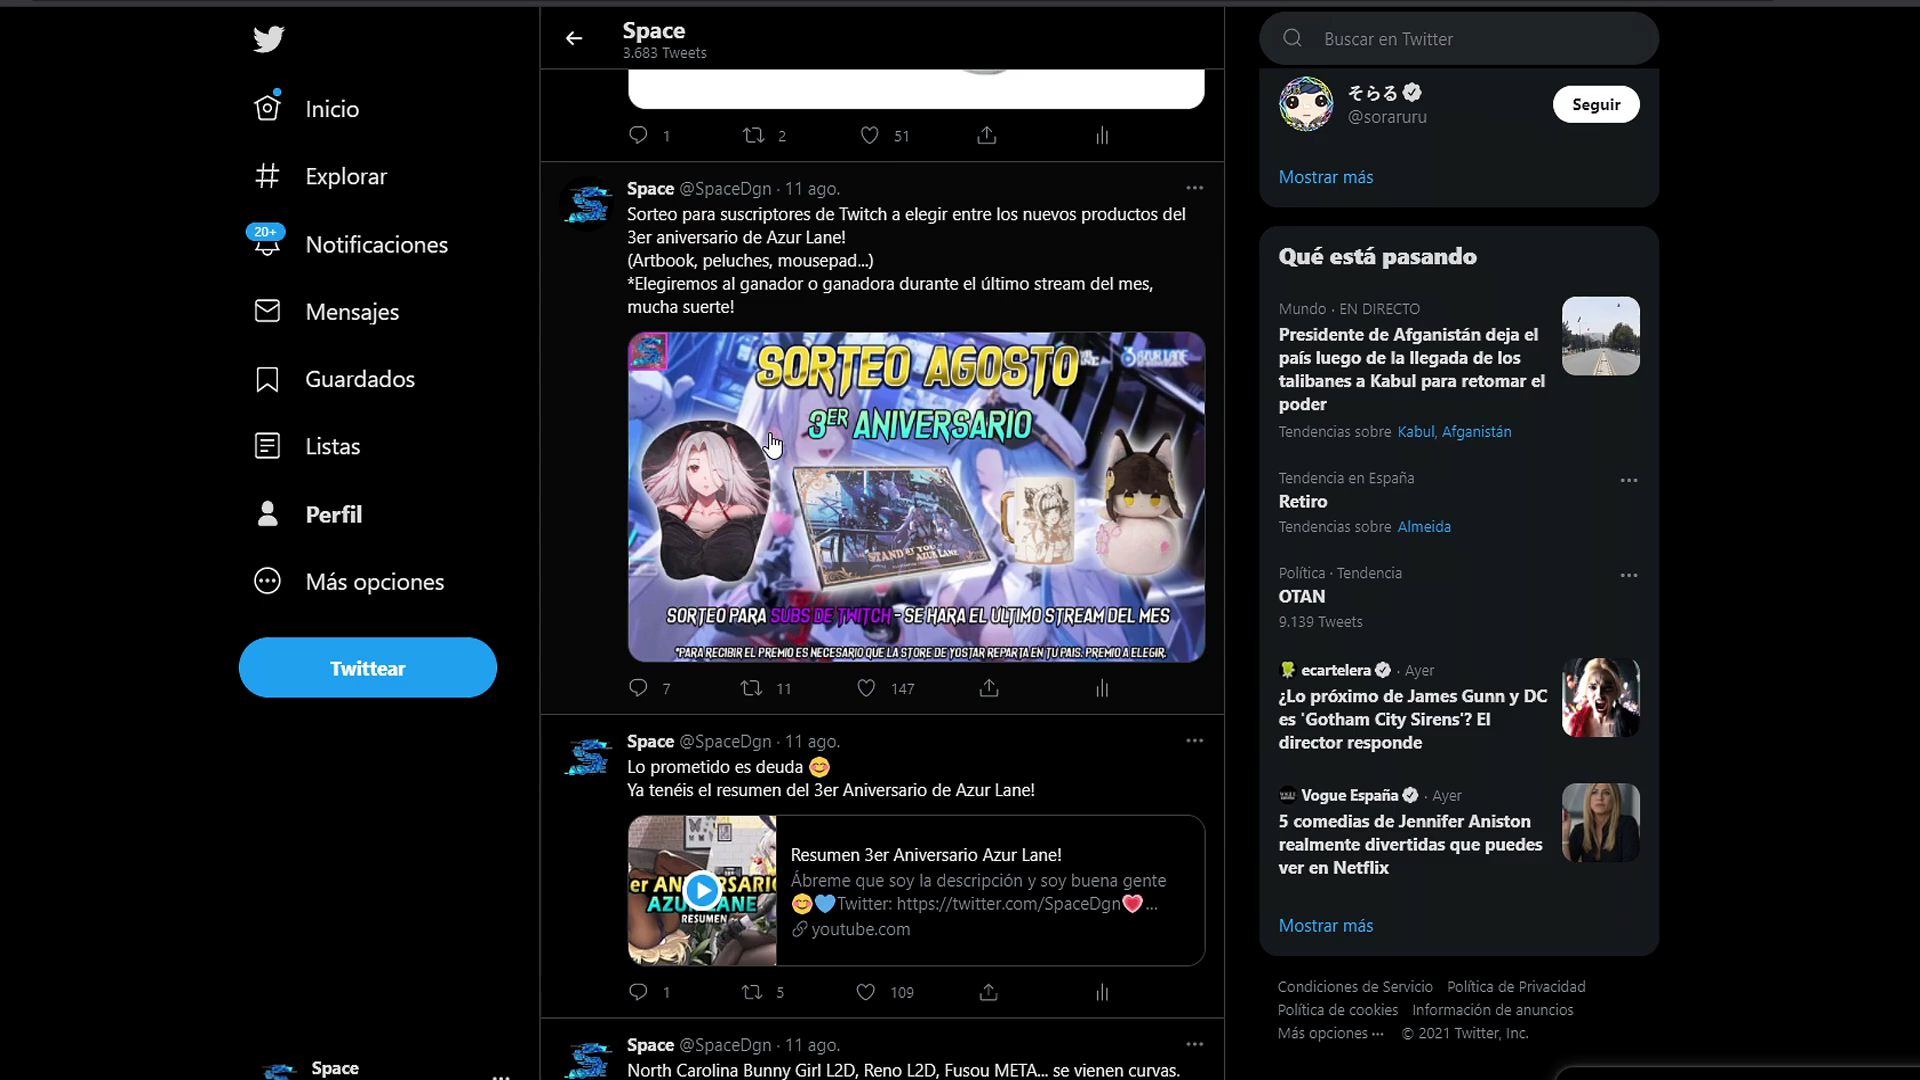 Inicio
Explorar
20+
Notificaciones
Mensajes
Guardados
Listas
Perfil
Más opciones
Twittear
Space
Space
3.683 Tweets
1
2
51
Space @SpaceDgn · 11 ago.
Sorteo para suscriptores de Twitch a elegir entre los nuevos productos del
3er aniversario de Azur Lane!
(Artbook, peluches, mousepad...)
*Elegiremos al ganador o ganadora durante el último stream del mes,
mucha suerte!
SORTEO AGOSTO
AZUR LANE
3ER ANIVERSARIO
STAND BY YOU
AZUR LANE
SORTEO PARA SUBS DE TWITCH - SE HARA EL ULTIMO STREAM DEL MES
*PARA RECIBIR EL PREMIO ES NECESARIO QUE LA STORE DE YOSTAR REPARTA EN TU PAIS. PREMIO A ELEGIR.
7
11
147
Space @SpaceDgn · 11 ago.
Lo prometido es deuda
Ya tenéis el resumen del 3er Aniversario de Azur Lane!
er ANIVERSARIO
AZUR LANE
RESUMEN
Resumen 3er Aniversario Azur Lane!
Ábreme que soy la descripción y soy buena gente
Twitter: https://twitter.com/SpaceDgn ...
youtube.com
1
5
109
Space @SpaceDgn · 11 ago.
North Carolina Bunny Girl L2D, Reno L2D, Fusou META... se vienen curvas.
Buscar en Twitter
そらる
@soraruru
Seguir
Mostrar más
Qué está pasando
Mundo · EN DIRECTO
Presidente de Afganistán deja el
país luego de la llegada de los
talibanes a Kabul para retomar el
poder
Tendencias sobre Kabul, Afganistán
Tendencia en España
Retiro
Tendencias sobre Almeida
Política · Tendencia
OTAN
9.139 Tweets
ecartelera · Ayer
¿Lo próximo de James Gunn y DC
es 'Gotham City Sirens'? El
director responde
Vogue España · Ayer
5 comedias de Jennifer Aniston
realmente divertidas que puedes
ver en Netflix
Mostrar más
Condiciones de Servicio Política de Privacidad
Política de cookies Información de anuncios
Más opciones ··· © 2021 Twitter, Inc.